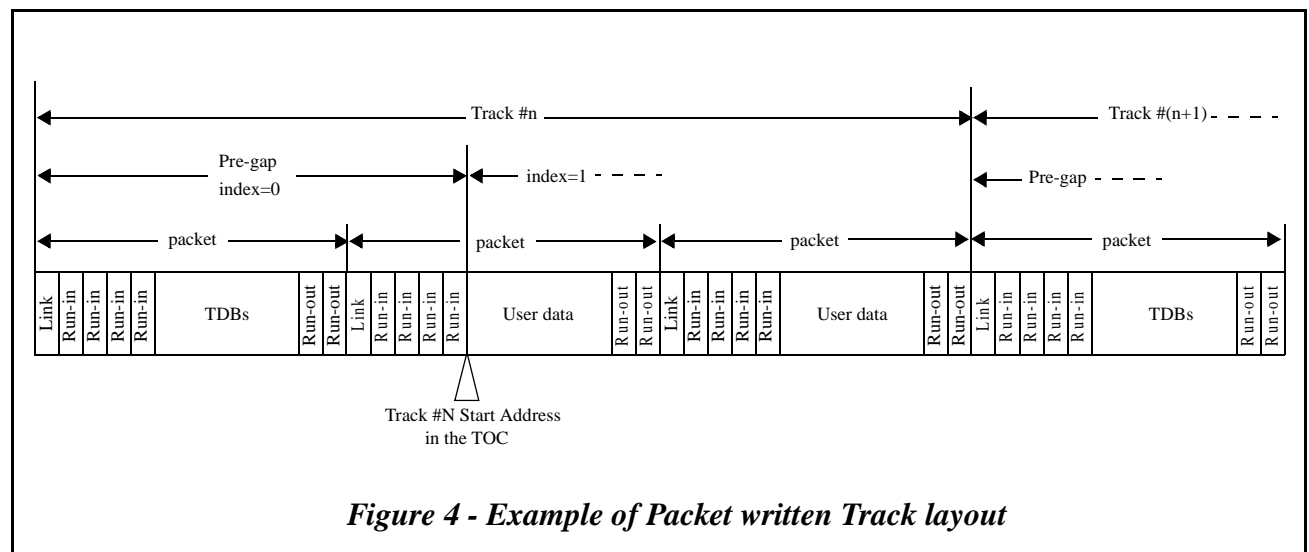 Track #n
Track #(n+1)
Pre-gap
index=0
index=1
Pre-gap
packet
packet
packet
packet
Link
Run-in
Run-in
Run-in
Run-in
TDBs
Run-out
Run-out
Link
Run-in
Run-in
Run-in
Run-in
User data
Run-out
Run-out
Link
Run-in
Run-in
Run-in
Run-in
User data
Run-out
Run-out
Link
Run-in
Run-in
Run-in
Run-in
TDBs
Run-out
Run-out
Track #N Start Address
in the TOC
Figure 4 - Example of Packet written Track layout